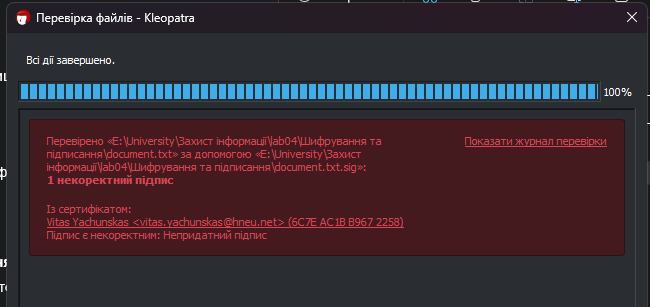 Перевірка файлів - Kleopatra
Всі дії завершено.
100%
Перевірено «E:\University\Захист інформації\lab04\Шифрування та
підписання\document.txt» за допомогою «E:\University\Захист
інформації\lab04\Шифрування та підписання\document.txt.sig»:
1 некоректний підпис
Показати журнал перевірки
Із сертифікатом:
Vitas Yachunskas <vitas.yachunskas@hneu.net> (6C7E AC1B B967 2258)
Підпис є некоректним: Непридатний підпис